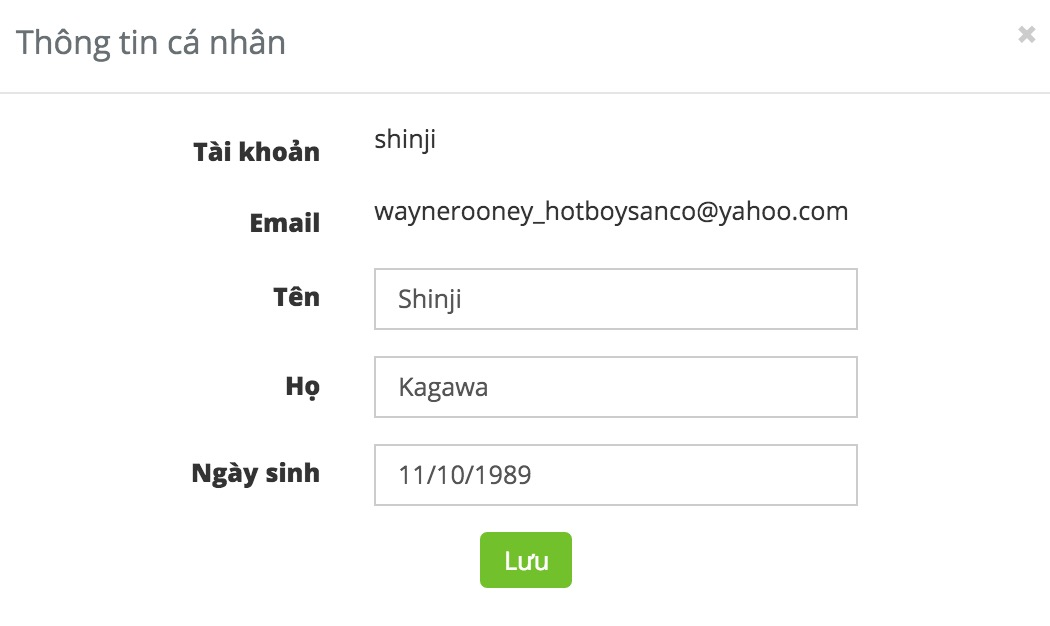 Thông tin cá nhân
Tài khoản shinji
Email waynerooney_hotboysanco@yahoo.com
Tên Shinji
Họ Kagawa
Ngày sinh 11/10/1989
Lưu